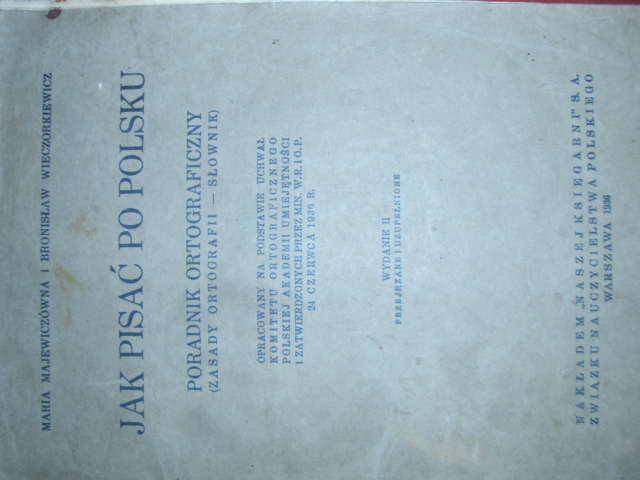 MARIA MAJEWICZÓWNA I BRONISŁAW WIECZORKIEWICZ
JAK PISAĆ PO POLSKU
PORADNIK ORTOGRAFICZNY
(ZASADY ORTOGRAFII — SŁOWNIK)
OPRACOWANY NA PODSTAWIE UCHWAŁ
KOMITETU ORTOGRAFICZNEGO
POLSKIEJ AKADEMII UMIEJĘTNOŚCI
I ZATWIERDZONYCH PRZEZ MIN. W. R. I O. P.
24 CZERWCA 1936 R.
WYDANIE II
PRZEJRZANE I UZUPEŁNIONE
NAKŁADEM „NASZEJ KSIĘGARNI" S. A.
ZWIĄZKU NAUCZYCIELSTWA POLSKIEGO
WARSZAWA 1936